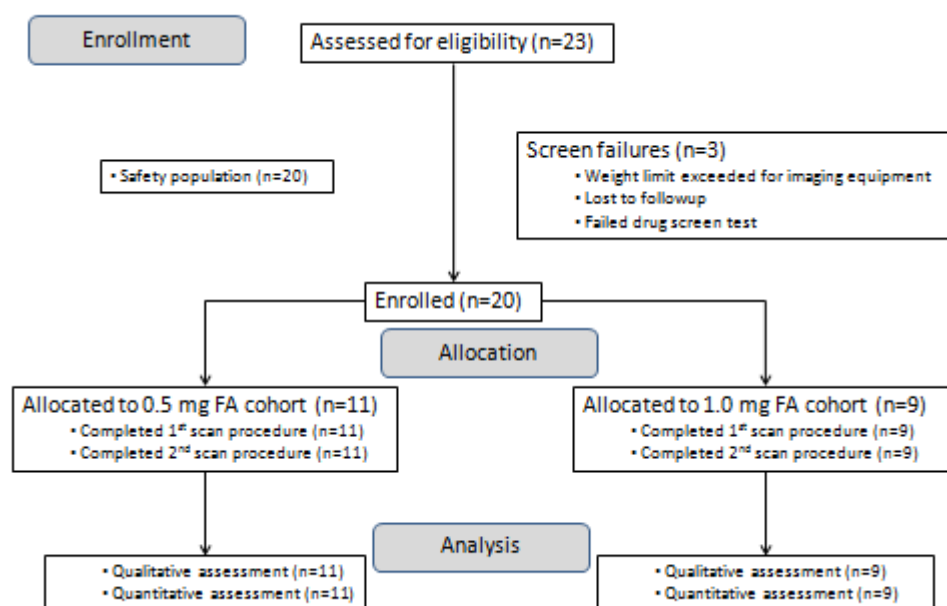 Enrollment
Assessed for eligibility (n=23)
• Safety population (n=20)
Screen failures (n=3)
• Weight limit exceeded for imaging equipment
• Lost to followup
• Failed drug screen test
Enrolled (n=20)
Allocation
Allocated to 0.5 mg FA cohort (n=11)
• Completed 1st scan procedure (n=11)
• Completed 2nd scan procedure (n=11)
Allocated to 1.0 mg FA cohort (n=9)
• Completed 1st scan procedure (n=9)
• Completed 2nd scan procedure (n=9)
Analysis
• Qualitative assessment (n=11)
• Quantitative assessment (n=11)
• Qualitative assessment (n=9)
• Quantitative assessment (n=9)